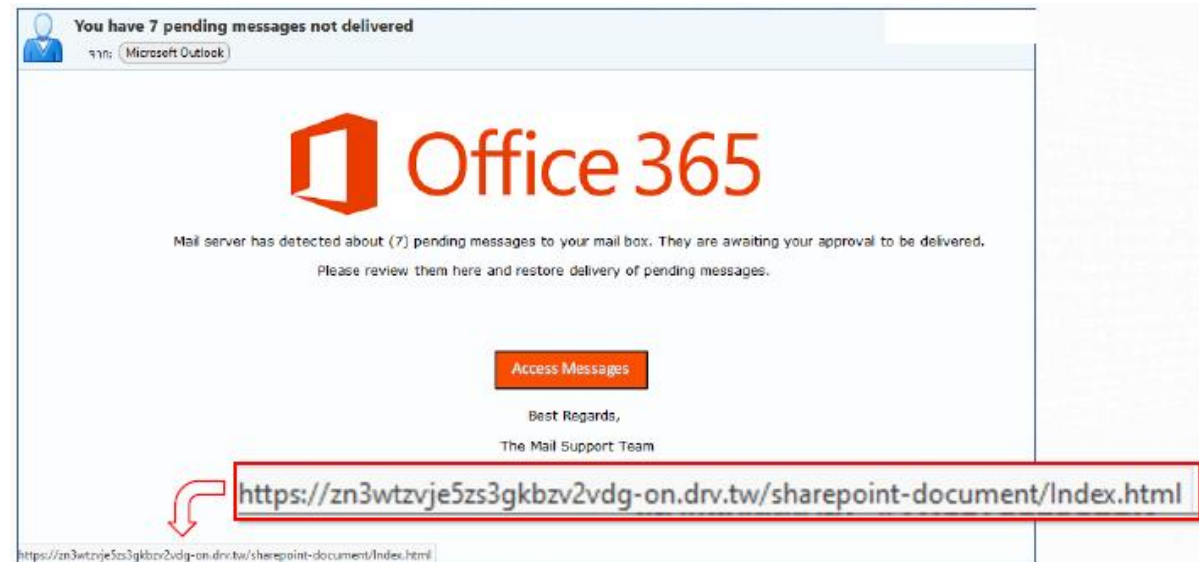 You have 7 pending messages not delivered
จาก: Microsoft Outlook
Office 365
Mail server has detected about (7) pending messages to your mail box. They are awaiting your approval to be delivered.
Please review them here and restore delivery of pending messages.
Access Messages
Best Regards,
The Mail Support Team
https://zn3wtzvje5zs3gkbzv2vdg-on.drv.tw/sharepoint-document/Index.html
https://zn3wtzvje5zs3gkbzv2vdg-on.drv.tw/sharepoint-document/Index.html